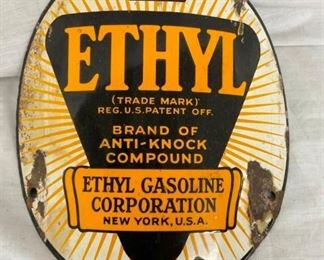 ETHYL
(TRADE MARK)
REG. U.S. PATENT OFF.
BRAND OF
ANTI-KNOCK
COMPOUND
ETHYL GASOLINE
CORPORATION
NEW YORK, U.S.A.